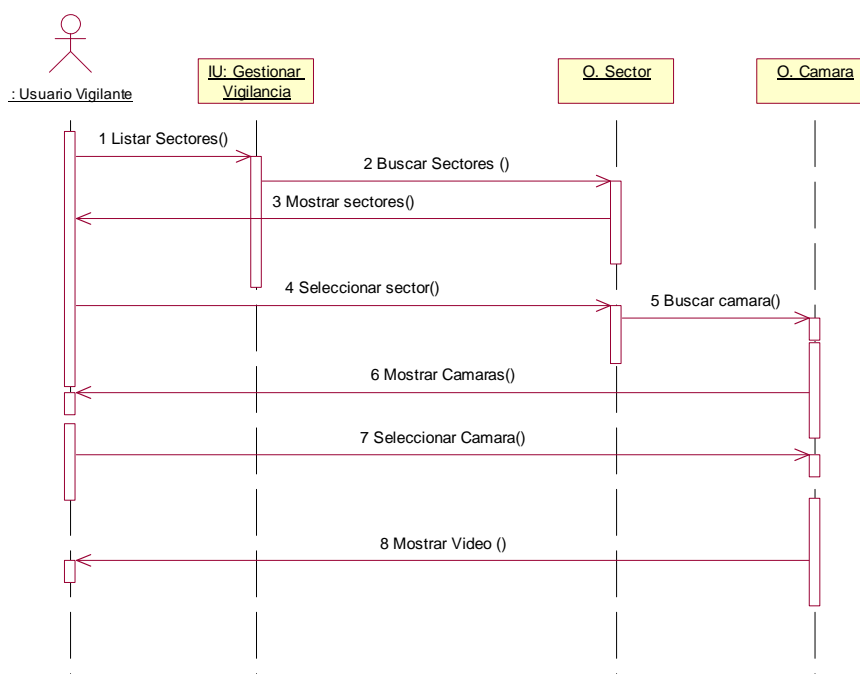 : Usuario Vigilante
IU: Gestionar
Vigilancia
O. Sector
O. Camara
1 Listar Sectores()
2 Buscar Sectores ()
3 Mostrar sectores()
4 Seleccionar sector()
5 Buscar camara()
6 Mostrar Camaras()
7 Seleccionar Camara()
8 Mostrar Video ()